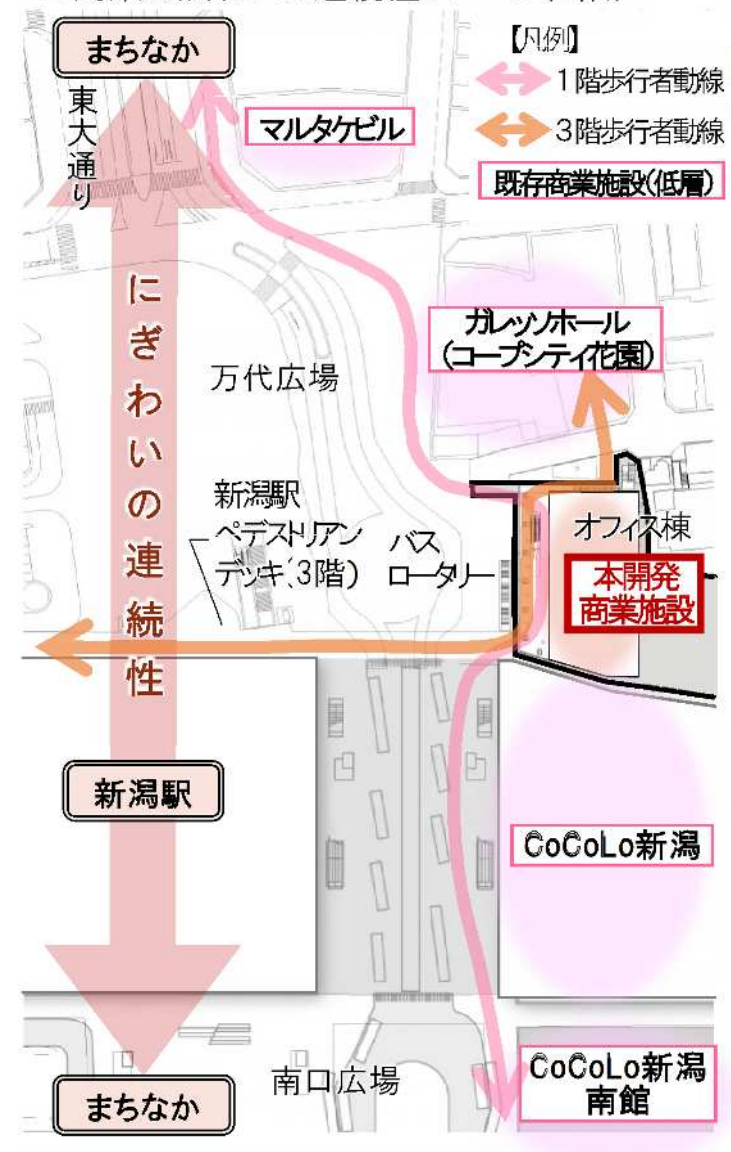 まちなか
【凡例】
1階歩行者動線
3階歩行者動線
既存商業施設(低層)
東大通り
マルタケビル
にぎわいの連続性
ガレッソホール
(コープシティ花園)
万代広場
新潟駅
ペデストリアン
デッキ(3階)
バス
ロータリー
オフィス棟
本開発
商業施設
新潟駅
CoCoLo新潟
CoCoLo新潟
南館
南口広場
まちなか